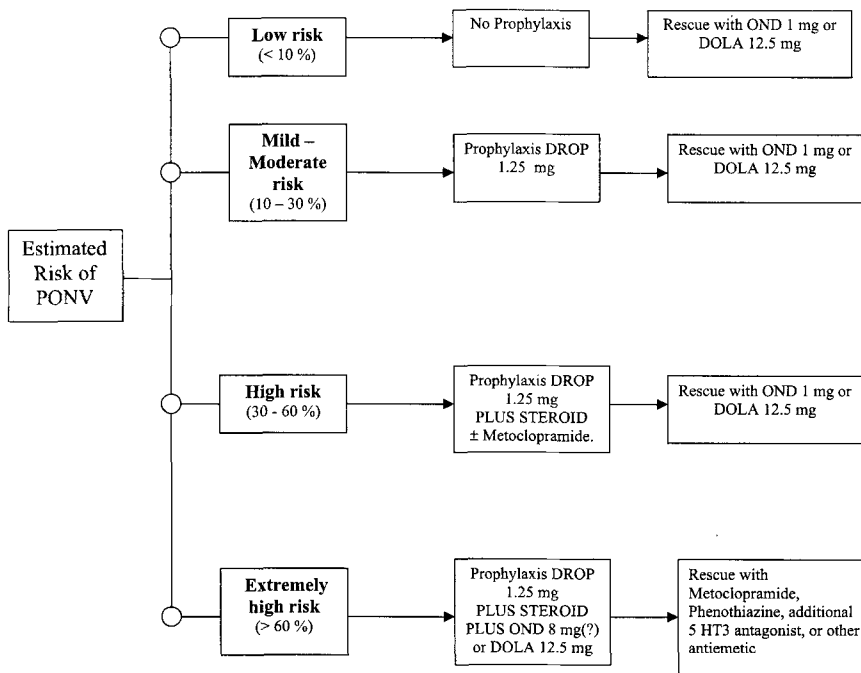 Low risk
(< 10 %)
No Prophylaxis
Rescue with OND 1 mg or
DOLA 12.5 mg
Mild –
Moderate
risk
(10 – 30 %)
Prophylaxis DROP
1.25 mg
Rescue with OND 1 mg or
DOLA 12.5 mg
Estimated
Risk of
PONV
High risk
(30 - 60 %)
Prophylaxis DROP
1.25 mg
PLUS STEROID
± Metoclopramide.
Rescue with OND 1 mg or
DOLA 12.5 mg
Extremely
high risk
(> 60 %)
Prophylaxis DROP
1.25 mg
PLUS STEROID
PLUS OND 8 mg(?)
or DOLA 12.5 mg
Rescue with
Metoclopramide,
Phenothiazine, additional
5 HT3 antagonist, or other
antiemetic